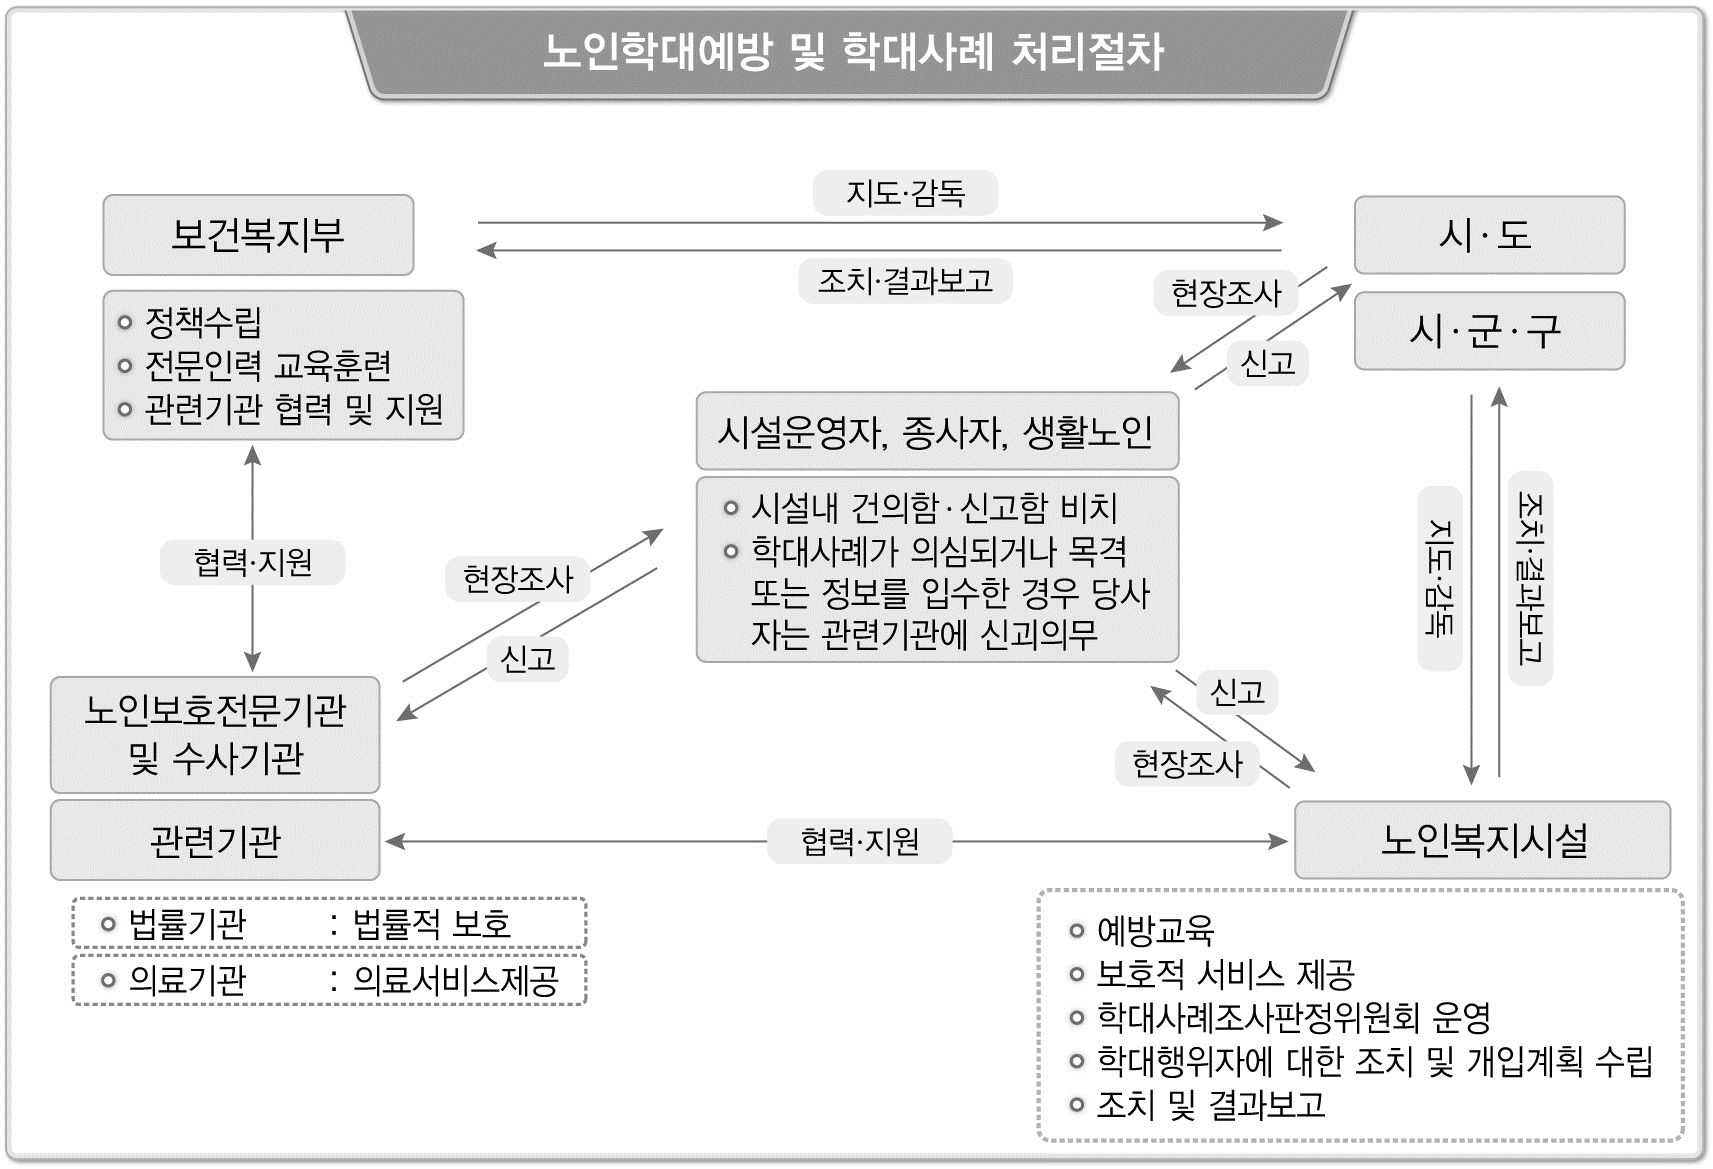 노인학대예방 및 학대사례 처리절차
보건복지부
정책수립
전문인력 교육훈련
관련기관 협력 및 지원
지도·감독
조치·결과보고
시·도
시·군·구
현장조사
신고
시설운영자, 종사자, 생활노인
시설내 건의함·신고함 비치
학대사례가 의심되거나 목격
또는 정보를 입수한 경우 당사
자는 관련기관에 신괴의무
협력·지원
현장조사
신고
지도·감독
조치·결과보고
노인보호전문기관
및 수사기관
관련기관
신고
현장조사
협력·지원
노인복지시설
법률기관 : 법률적 보호
의료기관 : 의료서비스제공
예방교육
보호적 서비스 제공
학대사례조사판정위원회 운영
학대행위자에 대한 조치 및 개입계획 수립
조치 및 결과보고